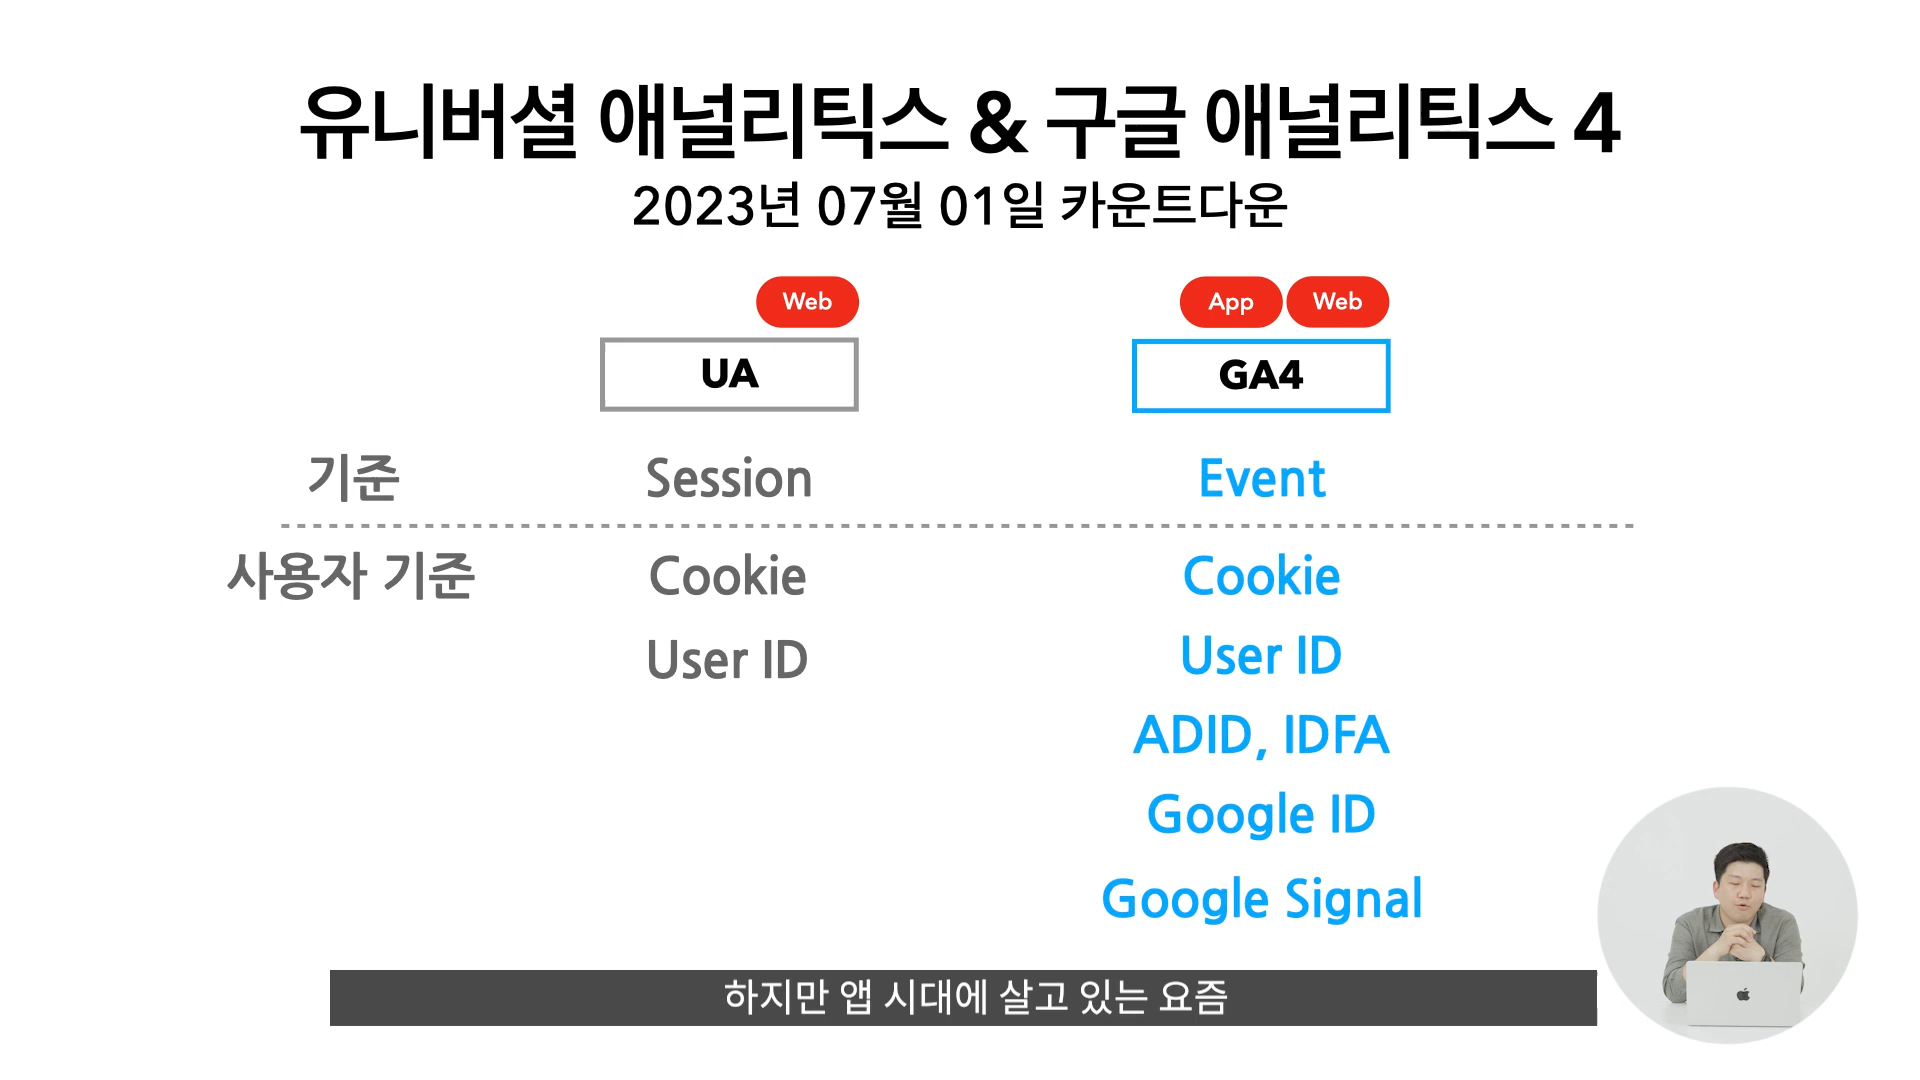 유니버셜 애널리틱스 & 구글 애널리틱스 4
2023년 07월 01일 카운트다운
Web App Web
UA GA4
기준 Session Event
사용자 기준 Cookie Cookie
User ID User ID
ADID, IDFA
Google ID
Google Signal
하지만 앱 시대에 살고 있는 요즘